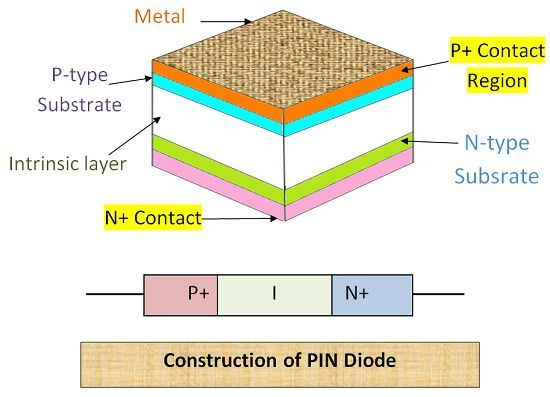 Metal
P+ Contact
Region
P-type
Substrate
Intrinsic layer
N-type
Subsrate
N+ Contact
P+ I N+
Construction of PIN Diode